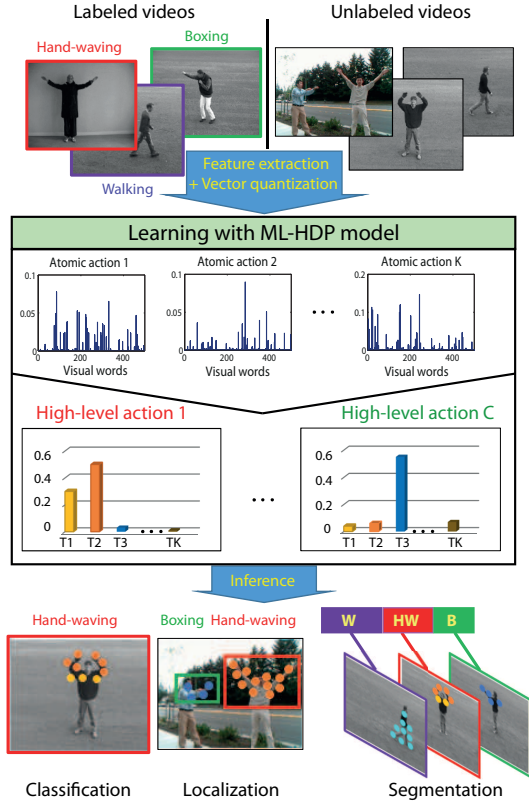 Labeled videos
Unlabeled videos
Hand-waving
Boxing
Walking
Feature extraction
+ Vector quantization
Learning with ML-HDP model
Atomic action 1
Atomic action 2
Atomic action K
0.1
0.05
0
0 200 400
Visual words
0.1
0.05
0
0 200 400
Visual words
...
0.2
0.1
0
0 200 400
Visual words
High-level action 1
High-level action C
0.6
0.4
0.2
0
T1 T2 T3 ... TK
...
0.6
0.4
0.2
0
T1 T2 T3 ... TK
Inference
Hand-waving
Boxing Hand-waving
W HW B
Classification
Localization
Segmentation